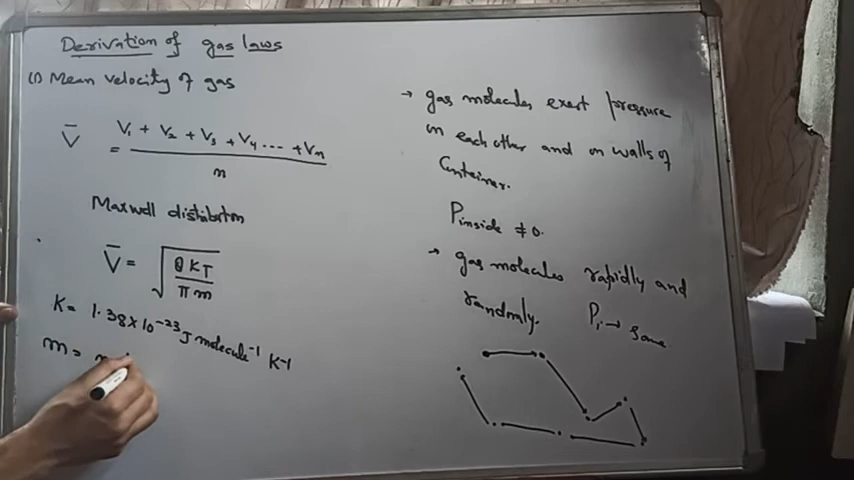 Derivation of gas laws
(1) Mean velocity of gas
V̄ = V₁ + V₂ + V₃ + V₄ ... + Vₙ / n
Maxwell distribution
V̄ = √(8KT / πm)
K = 1.38 × 10⁻²³ J molecule⁻¹ K⁻¹
m =
→ gas molecules exert pressure
on each other and on walls of
Container.
Pinside ≠ 0.
→ gas molecules rapidly and
randomly. Pi → same